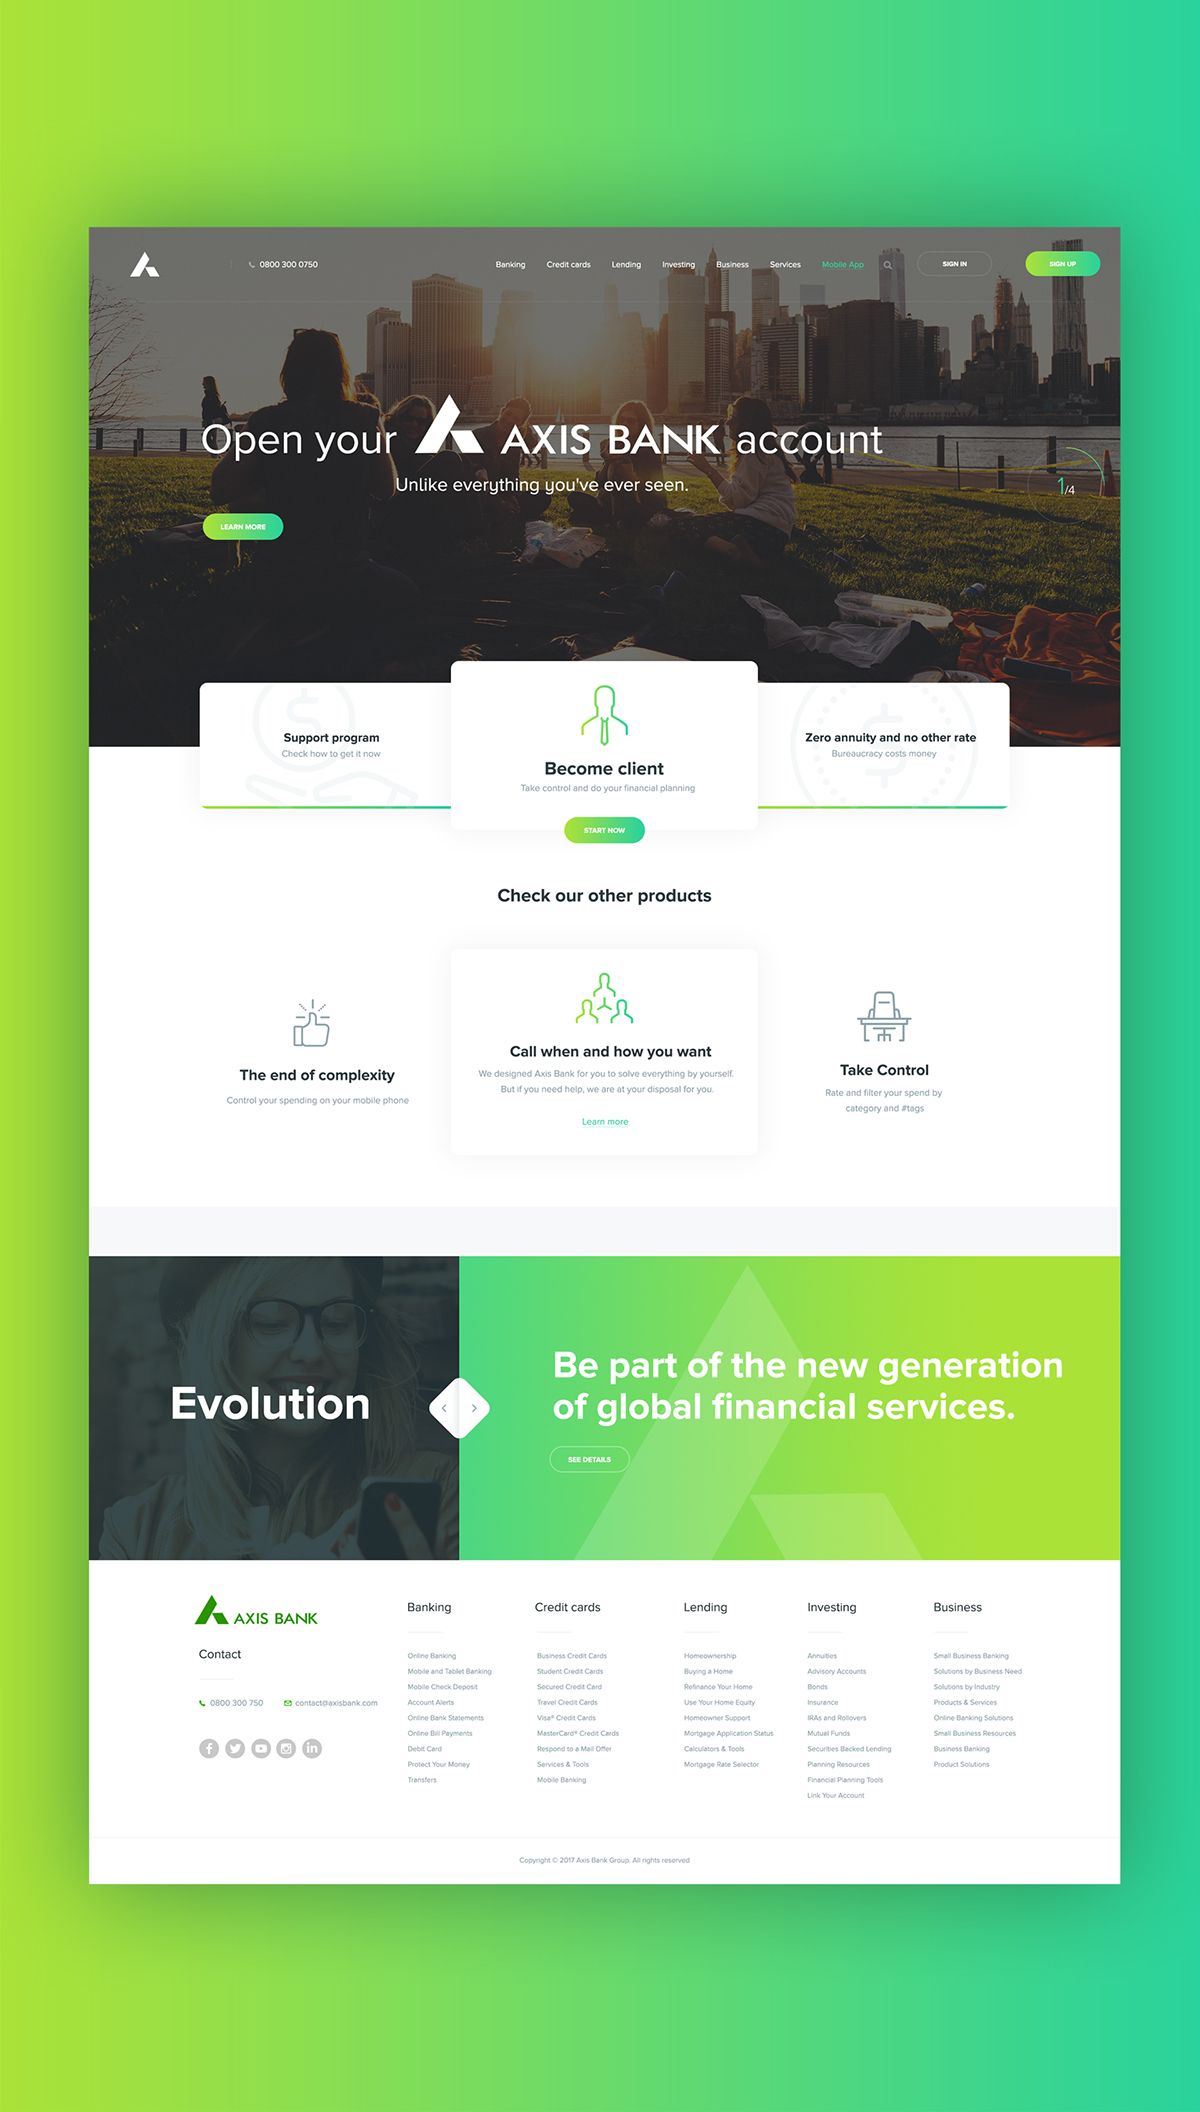 0800 300 0750
Banking
Credit cards
Lending
Investing
Business
Services
Mobile App
SIGN IN
SIGN UP
Open your AXIS BANK account
Unlike everything you've ever seen.
1/4
LEARN MORE
Support program
Check how to get it now
Become client
Take control and do your financial planning
START NOW
Zero annuity and no other rate
Bureaucracy costs money
Check our other products
The end of complexity
Control your spending on your mobile phone
Call when and how you want
We designed Axis Bank for you to solve everything by yourself.
But if you need help, we are at your disposal for you.
Learn more
Take Control
Rate and filter your spend by
category and #tags
Evolution
Be part of the new generation
of global financial services.
SEE DETAILS
AXIS BANK
Contact
0800 300 750
contact@axisbank.com
Banking
Online Banking
Mobile and Tablet Banking
Mobile Check Deposit
Account Alerts
Online Bank Statements
Online Bill Payments
Debit Card
Protect Your Money
Transfers
Credit cards
Business Credit Cards
Student Credit Cards
Secured Credit Card
Travel Credit Cards
Visa® Credit Cards
MasterCard® Credit Cards
Respond to a Mail Offer
Services & Tools
Mobile Banking
Lending
Homeownership
Buying a Home
Refinance Your Home
Use Your Home Equity
Homeowner Support
Mortgage Application Status
Calculators & Tools
Mortgage Rate Selector
Investing
Annuities
Advisory Accounts
Bonds
Insurance
IRAs and Rollovers
Mutual Funds
Securities Backed Lending
Planning Resources
Financial Planning Tools
Link Your Account
Business
Small Business Banking
Solutions by Business Need
Solutions by Industry
Products & Services
Online Banking Solutions
Small Business Resources
Business Banking
Product Solutions
Copyright © 2017 Axis Bank Group. All rights reserved